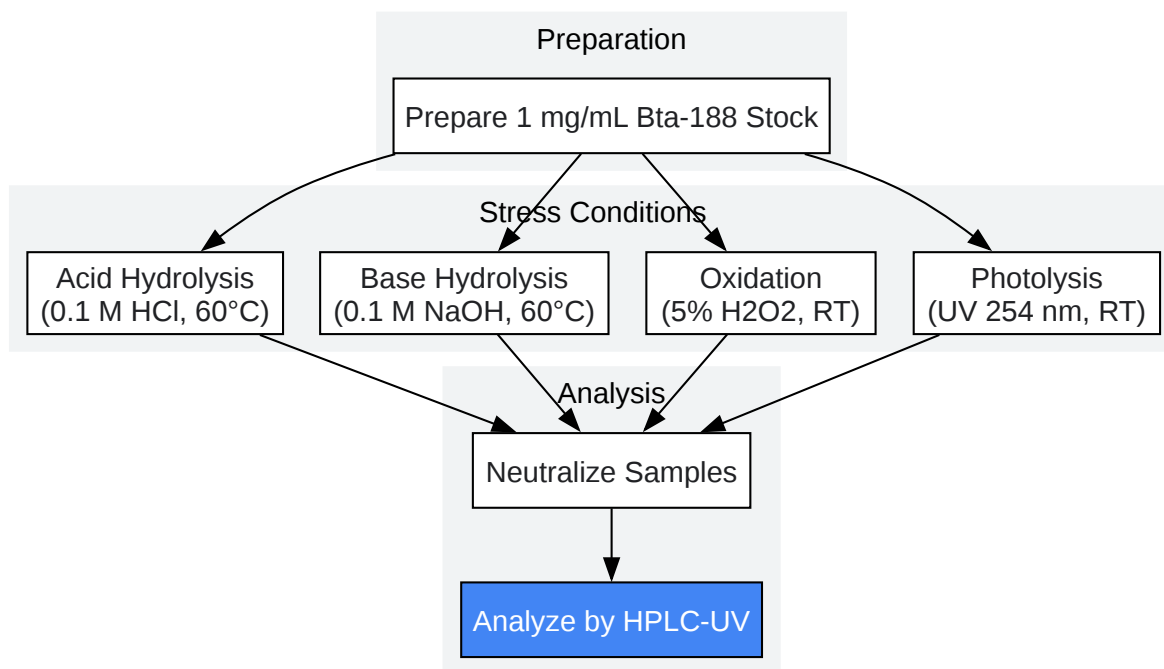 Preparation
Prepare 1 mg/mL Bta-188 Stock
Stress Conditions
Acid Hydrolysis
(0.1 M HCl, 60°C)
Base Hydrolysis
(0.1 M NaOH, 60°C)
Oxidation
(5% H2O2, RT)
Photolysis
(UV 254 nm, RT)
Analysis
Neutralize Samples
Analyze by HPLC-UV